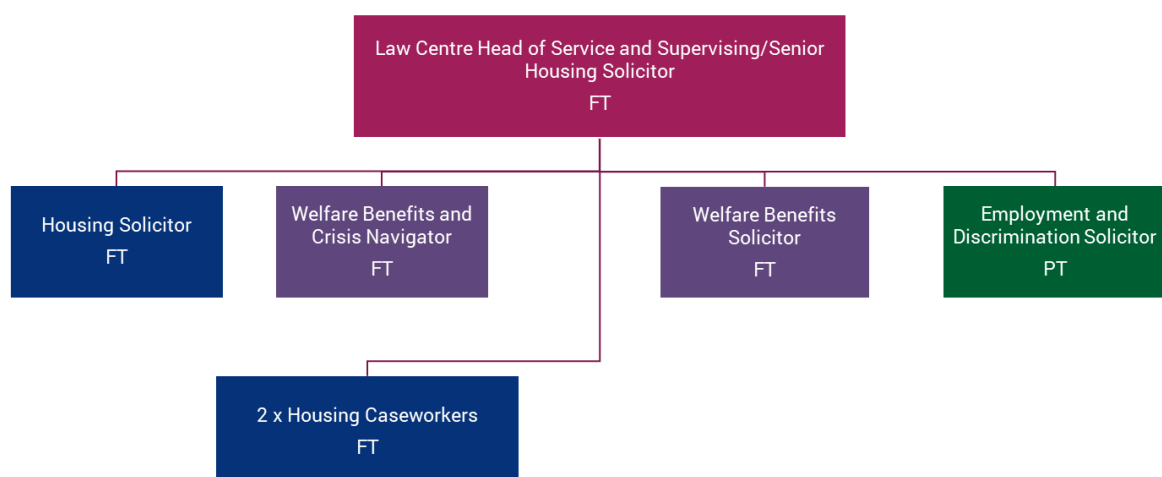 Law Centre Head of Service and Supervising/Senior
Housing Solicitor
FT
Housing Solicitor
FT
Welfare Benefits and
Crisis Navigator
FT
Welfare Benefits
Solicitor
FT
Employment and
Discrimination Solicitor
PT
2 x Housing Caseworkers
FT